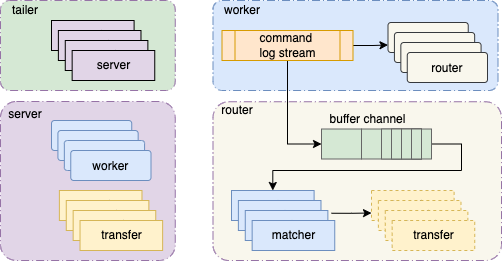 tailer
server
worker
command
log stream
router
server
worker
transfer
router
buffer channel
matcher
transfer